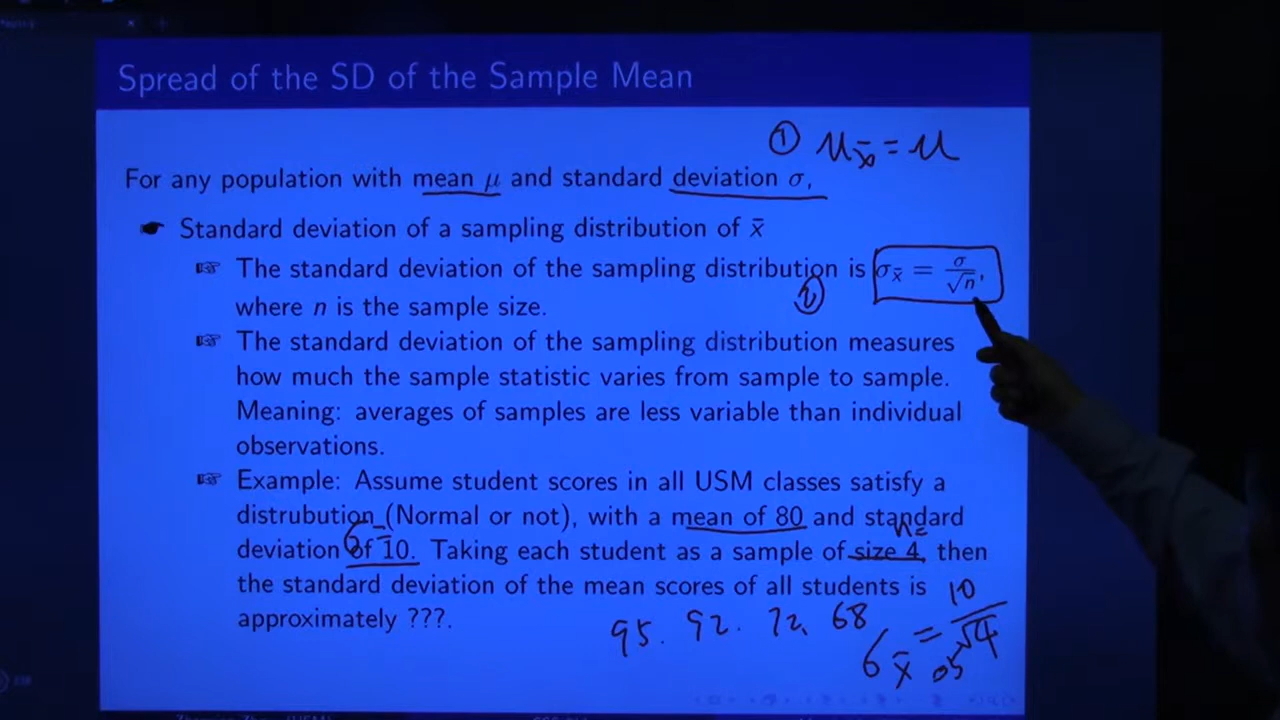 Spread of the SD of the Sample Mean
① μx̄ = μ
For any population with mean μ and standard deviation σ,
Standard deviation of a sampling distribution of x̄
The standard deviation of the sampling distribution is σx̄ = σ/√n,
②
where n is the sample size.
The standard deviation of the sampling distribution measures
how much the sample statistic varies from sample to sample.
Meaning: averages of samples are less variable than individual
observations.
Example: Assume student scores in all USM classes satisfy a
distrubution (Normal or not), with a mean of 80 and standard
σ = n=
deviation of 10. Taking each student as a sample of size 4, then
the standard deviation of the mean scores of all students is
approximately ???.
95. 92. 72, 68
σx̄ = 10/√4